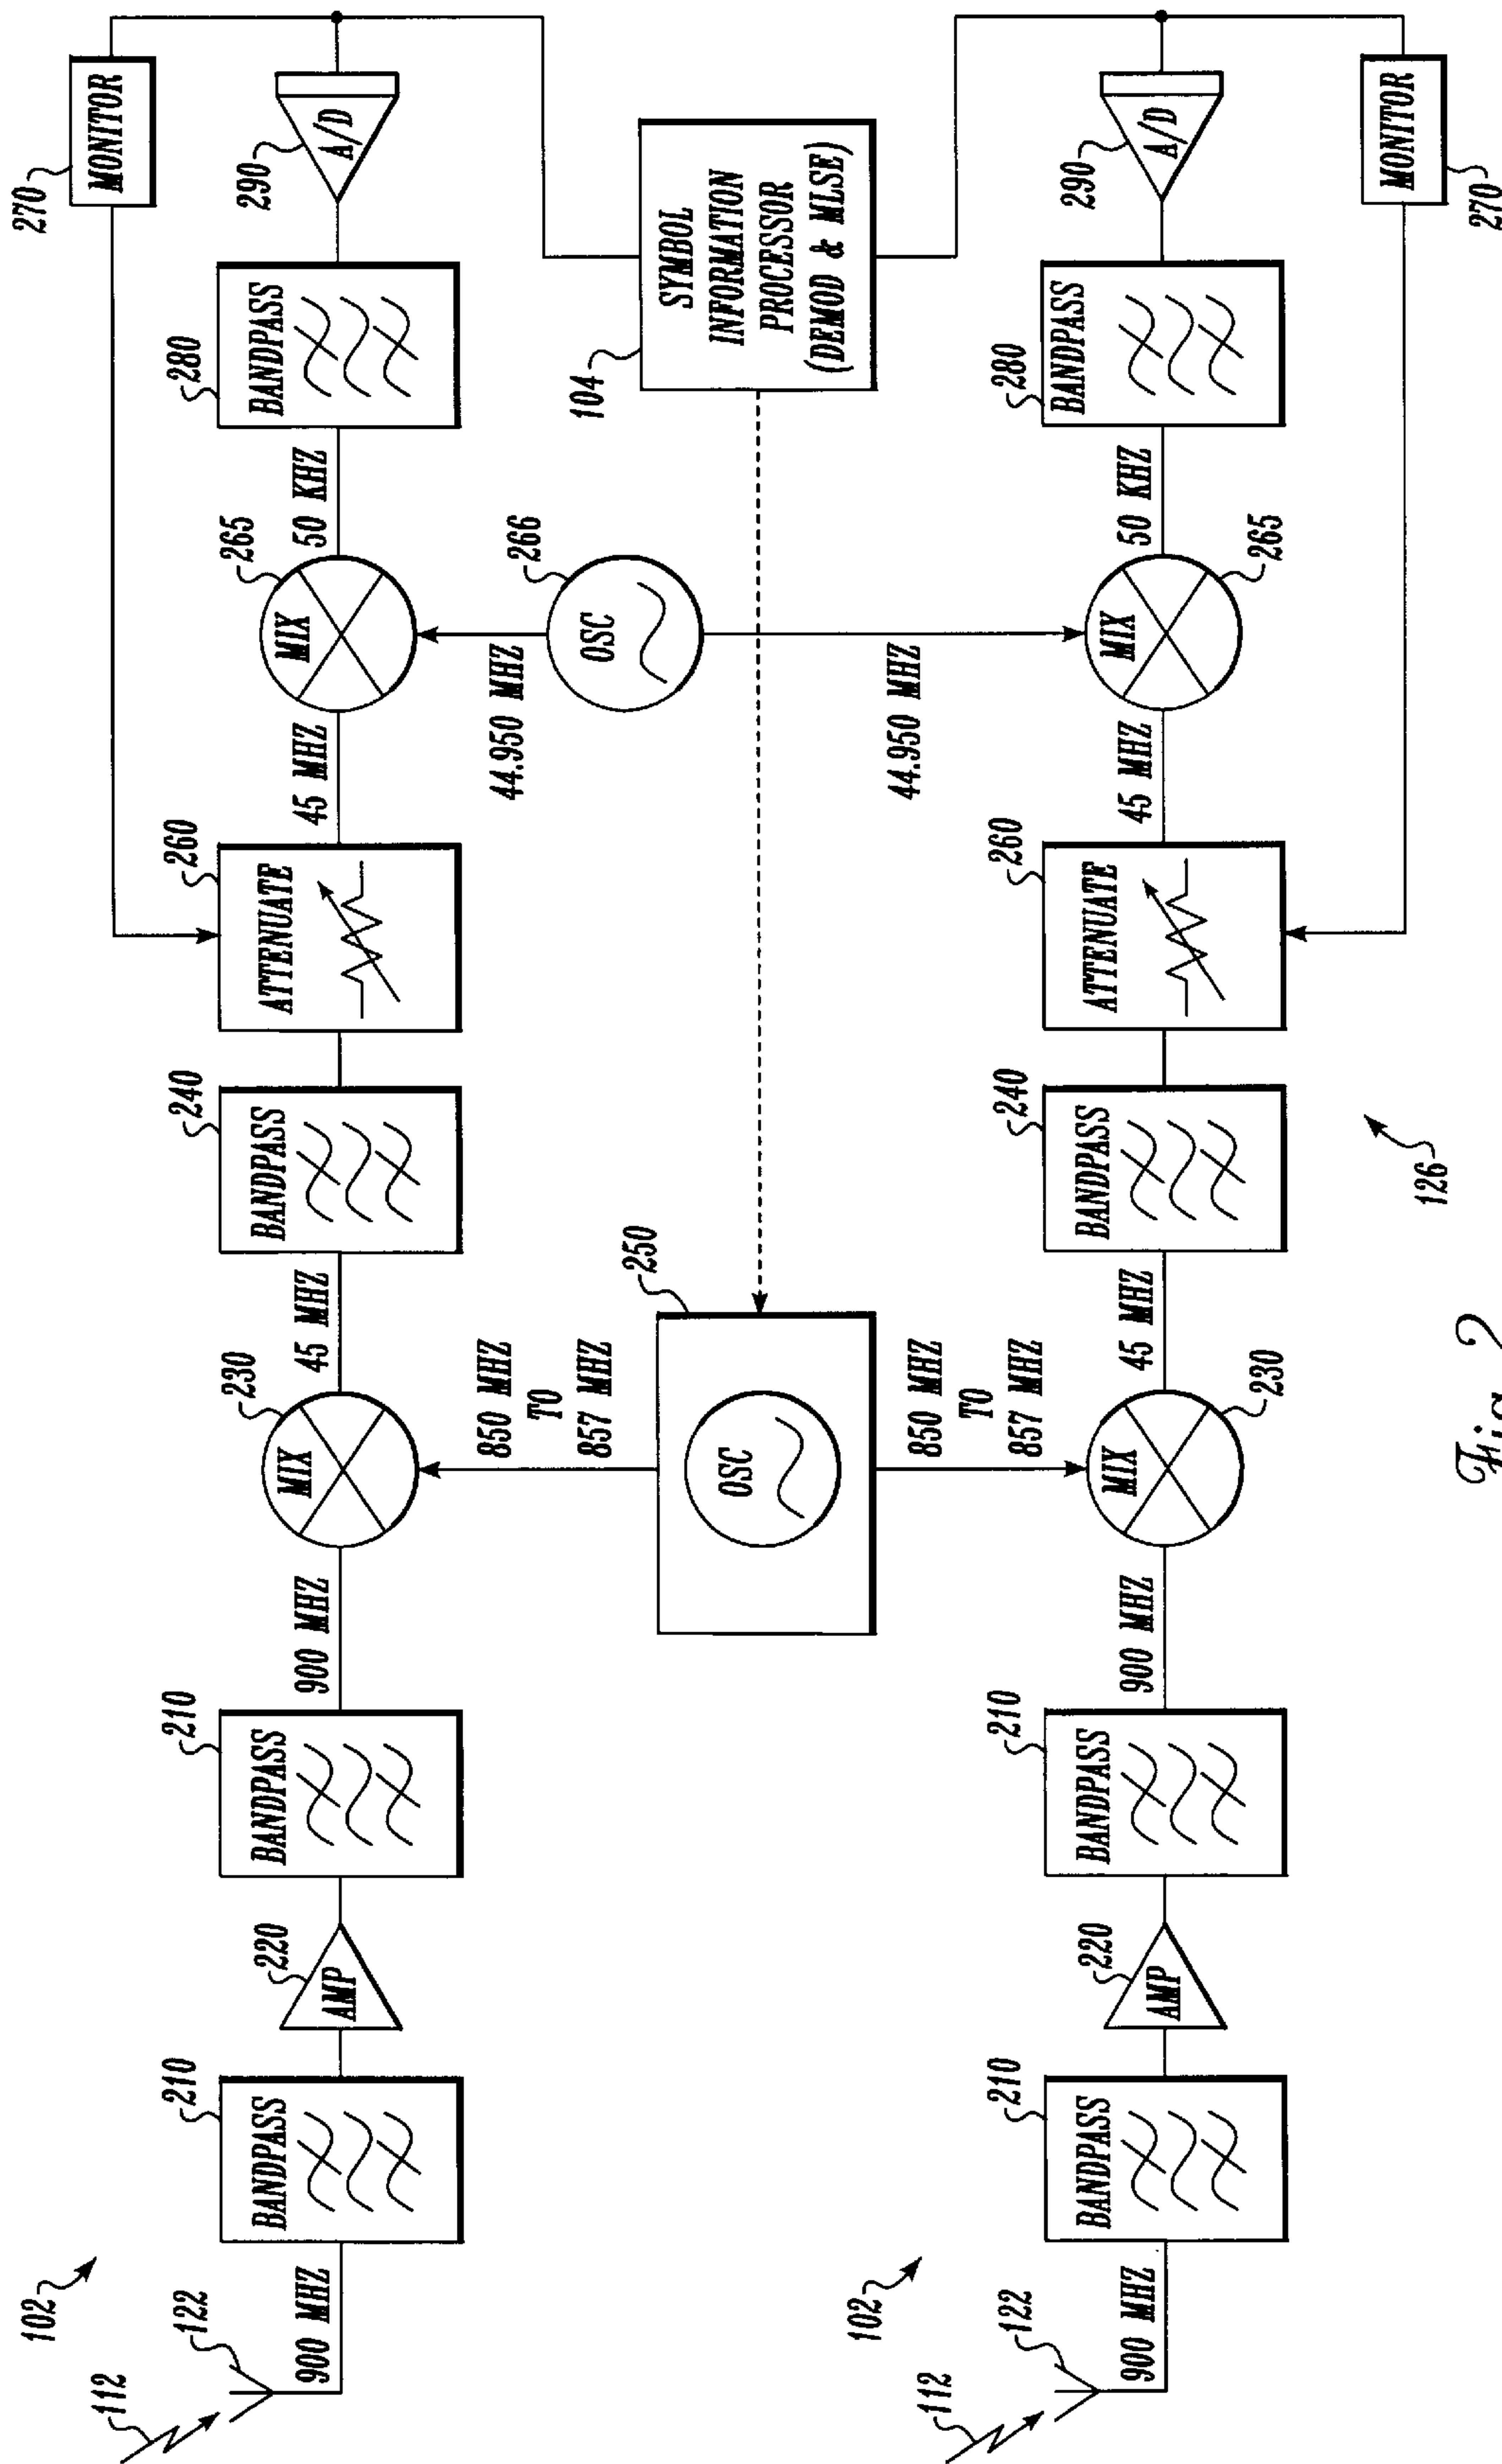 102
112
122
900 MHZ
210
BANDPASS
220
AMP
210
BANDPASS
900 MHZ
230
MIX
45 MHZ
240
BANDPASS
260
ATTENUATE
45 MHZ
265
MIX
50 KHZ
280
BANDPASS
290
A/D
270
MONITOR
850 MHZ
TO
857 MHZ
250
OSC
850 MHZ
TO
857 MHZ
44.950 MHZ
266
OSC
44.950 MHZ
104
SYMBOL
INFORMATION
PROCESSOR
(DEMOD & MLSE)
102
112
122
900 MHZ
210
BANDPASS
220
AMP
210
BANDPASS
900 MHZ
230
MIX
45 MHZ
240
BANDPASS
260
ATTENUATE
45 MHZ
265
MIX
50 KHZ
280
BANDPASS
290
A/D
MONITOR
270
126
Fig. 2